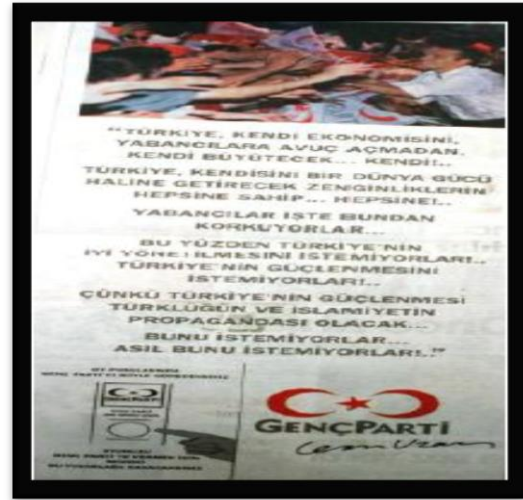 "TÜRKİYE, KENDİ EKONOMİSİNİ,
YABANCILARA AVUÇ AÇMADAN,
KENDİ BÜYÜTECEK... KENDİ!..
TÜRKİYE, KENDİSİNİ BİR DÜNYA GÜCÜ
HALİNE GETİRECEK ZENGİNLİKLERİN
HEPSİNE SAHİP... HEPSİNE!..
YABANCILAR İŞTE BUNDAN
KORKUYORLAR...
BU YÜZDEN TÜRKİYE'NİN
İYİ YÖNETİLMESİNİ İSTEMİYORLAR!..
TÜRKİYE'NİN GÜÇLENMESİNİ
İSTEMİYORLAR!..
ÇÜNKÜ TÜRKİYE'NİN GÜÇLENMESİ
TÜRKLÜĞÜN VE İSLAMİYETİN
PROPAGANDASI OLACAK...
BUNU İSTEMİYORLAR...
ASIL BUNU İSTEMİYORLAR!.."
GENÇPARTİ
GENÇPARTİ
Cem Uzan